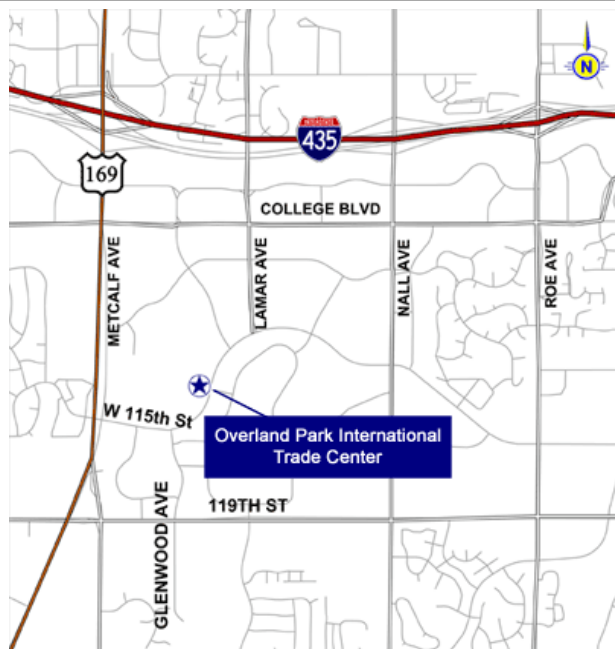 N
INTERSTATE
435
169
COLLEGE BLVD
METCALF AVE
LAMAR AVE
NALL AVE
ROE AVE
W 115th St
Overland Park International
Trade Center
119TH ST
GLENWOOD AVE